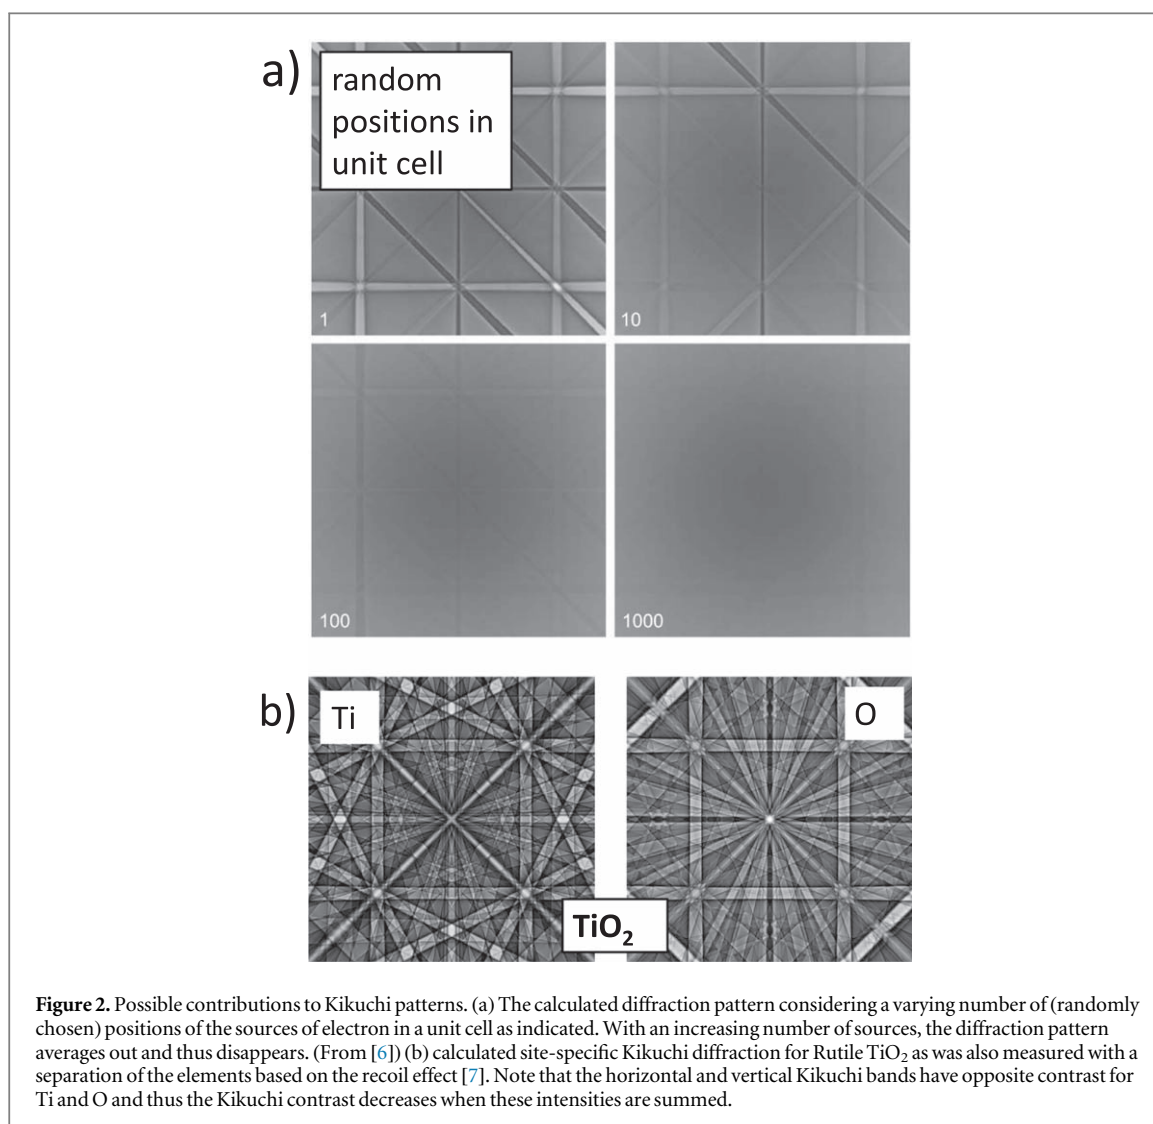 a)
random
positions in
unit cell
1
10
100
1000
b)
Ti
O
TiO₂
Figure 2. Possible contributions to Kikuchi patterns. (a) The calculated diffraction pattern considering a varying number of (randomly
chosen) positions of the sources of electron in a unit cell as indicated. With an increasing number of sources, the diffraction pattern
averages out and thus disappears. (From [6]) (b) calculated site-specific Kikuchi diffraction for Rutile TiO₂ as was also measured with a
separation of the elements based on the recoil effect [7]. Note that the horizontal and vertical Kikuchi bands have opposite contrast for
Ti and O and thus the Kikuchi contrast decreases when these intensities are summed.